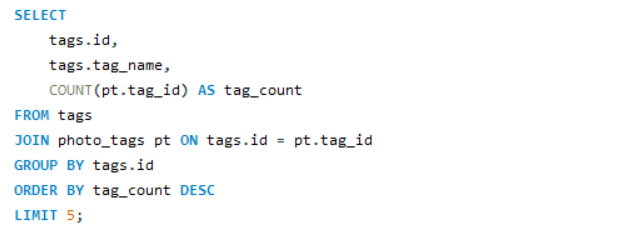 SELECT
    tags.id,
    tags.tag_name,
    COUNT(pt.tag_id) AS tag_count
FROM tags
JOIN photo_tags pt ON tags.id = pt.tag_id
GROUP BY tags.id
ORDER BY tag_count DESC
LIMIT 5;